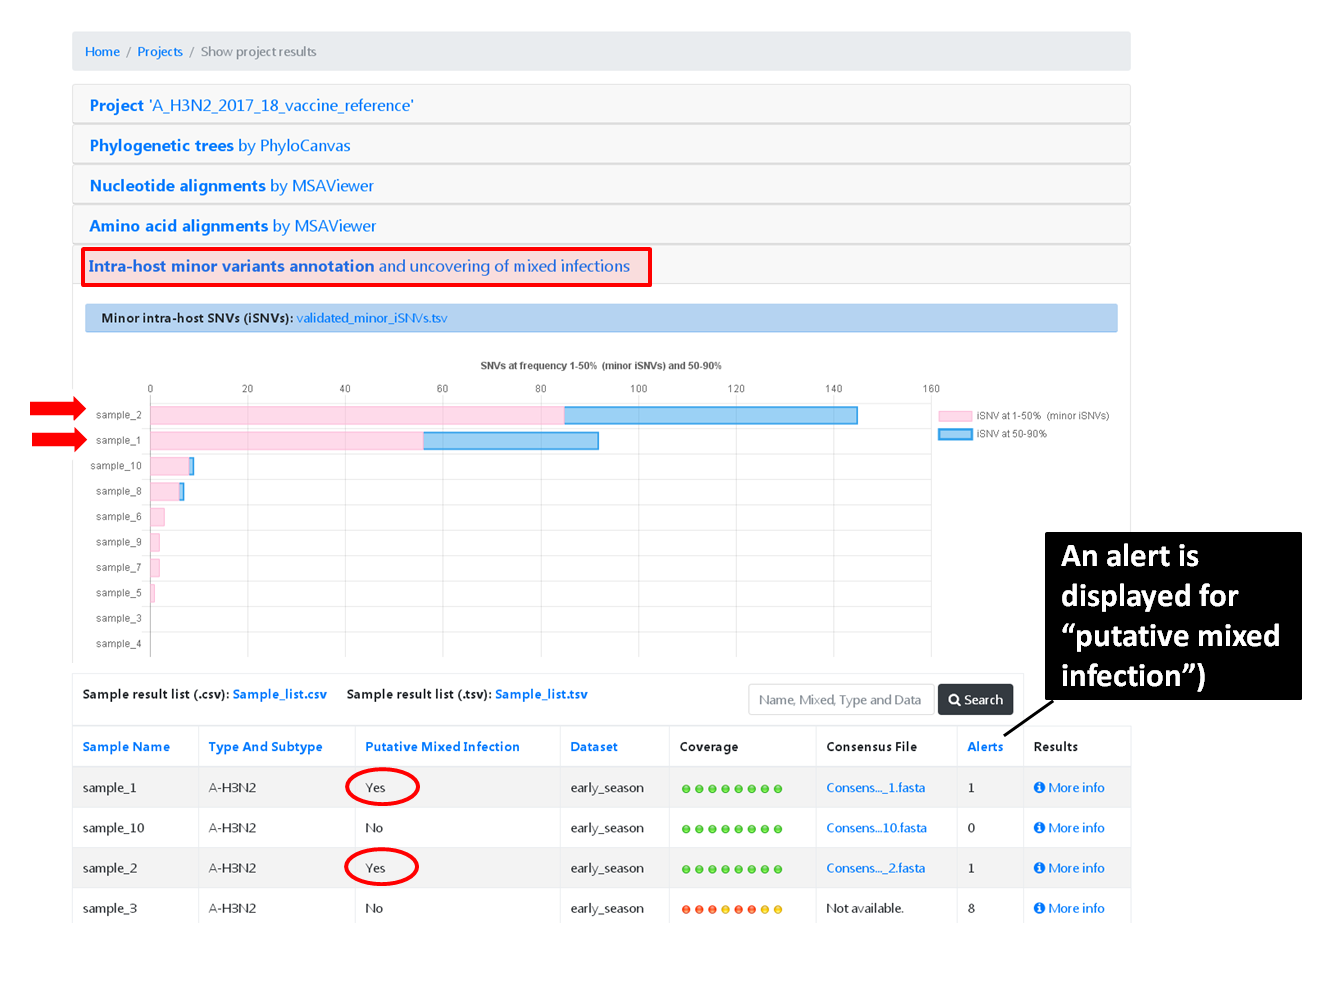 Home / Projects / Show project results
Project 'A_H3N2_2017_18_vaccine_reference'
Phylogenetic trees by PhyloCanvas
Nucleotide alignments by MSAViewer
Amino acid alignments by MSAViewer
Intra-host minor variants annotation and uncovering of mixed infections
Minor intra-host SNVs (iSNVs): validated_minor_iSNVs.tsv
SNVs at frequency 1-50% (minor iSNVs) and 50-90%
0 20 40 60 80 100 120 140 160
sample_2
sample_1
sample_10
sample_8
sample_6
sample_9
sample_7
sample_5
sample_3
sample_4
iSNV at 1-50% (minor iSNVs)
iSNV at 50-90%
An alert is
displayed for
“putative mixed
infection”)
Sample result list (.csv): Sample_list.csv Sample result list (.tsv): Sample_list.tsv
Name, Mixed, Type and Data Search
Sample Name Type And Subtype Putative Mixed Infection Dataset Coverage Consensus File Alerts Results
sample_1 A-H3N2 Yes early_season Consens..._1.fasta 1 More info
sample_10 A-H3N2 No early_season Consens...10.fasta 0 More info
sample_2 A-H3N2 Yes early_season Consens..._2.fasta 1 More info
sample_3 A-H3N2 No early_season Not available. 8 More info